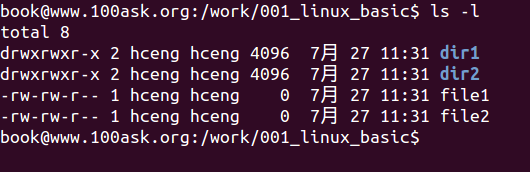 book@www.100ask.org:/work/001_linux_basic$ ls -l
total 8
drwxrwxr-x 2 hceng hceng 4096  7月 27 11:31 dir1
drwxrwxr-x 2 hceng hceng 4096  7月 27 11:31 dir2
-rw-rw-r-- 1 hceng hceng    0  7月 27 11:31 file1
-rw-rw-r-- 1 hceng hceng    0  7月 27 11:31 file2
book@www.100ask.org:/work/001_linux_basic$